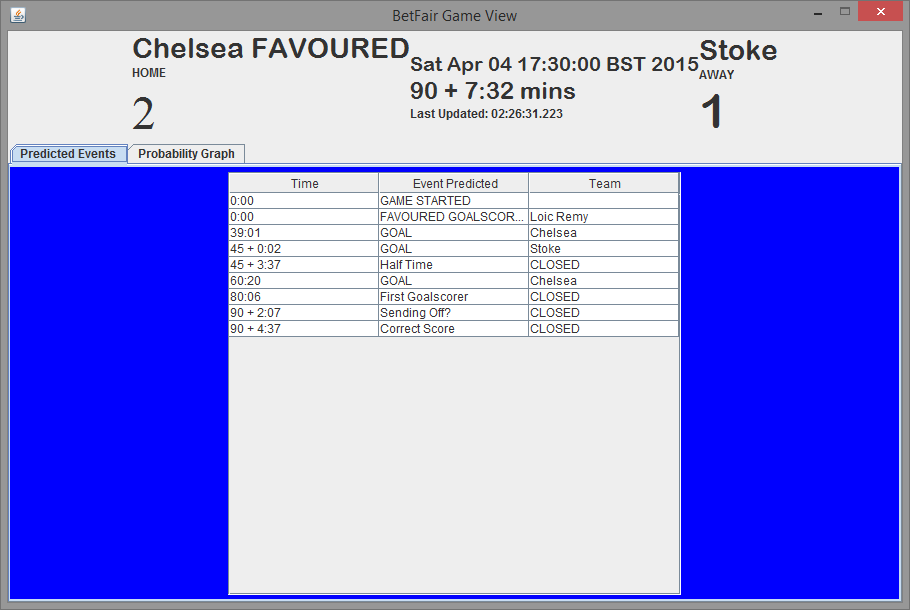 BetFair Game View
Chelsea FAVOURED
HOME
2
Sat Apr 04 17:30:00 BST 2015
90 + 7:32 mins
Last Updated: 02:26:31.223
Stoke
AWAY
1
Predicted Events Probability Graph
Time Event Predicted Team
0:00 GAME STARTED
0:00 FAVOURED GOALSCOR... Loic Remy
39:01 GOAL Chelsea
45 + 0:02 GOAL Stoke
45 + 3:37 Half Time CLOSED
60:20 GOAL Chelsea
80:06 First Goalscorer CLOSED
90 + 2:07 Sending Off? CLOSED
90 + 4:37 Correct Score CLOSED